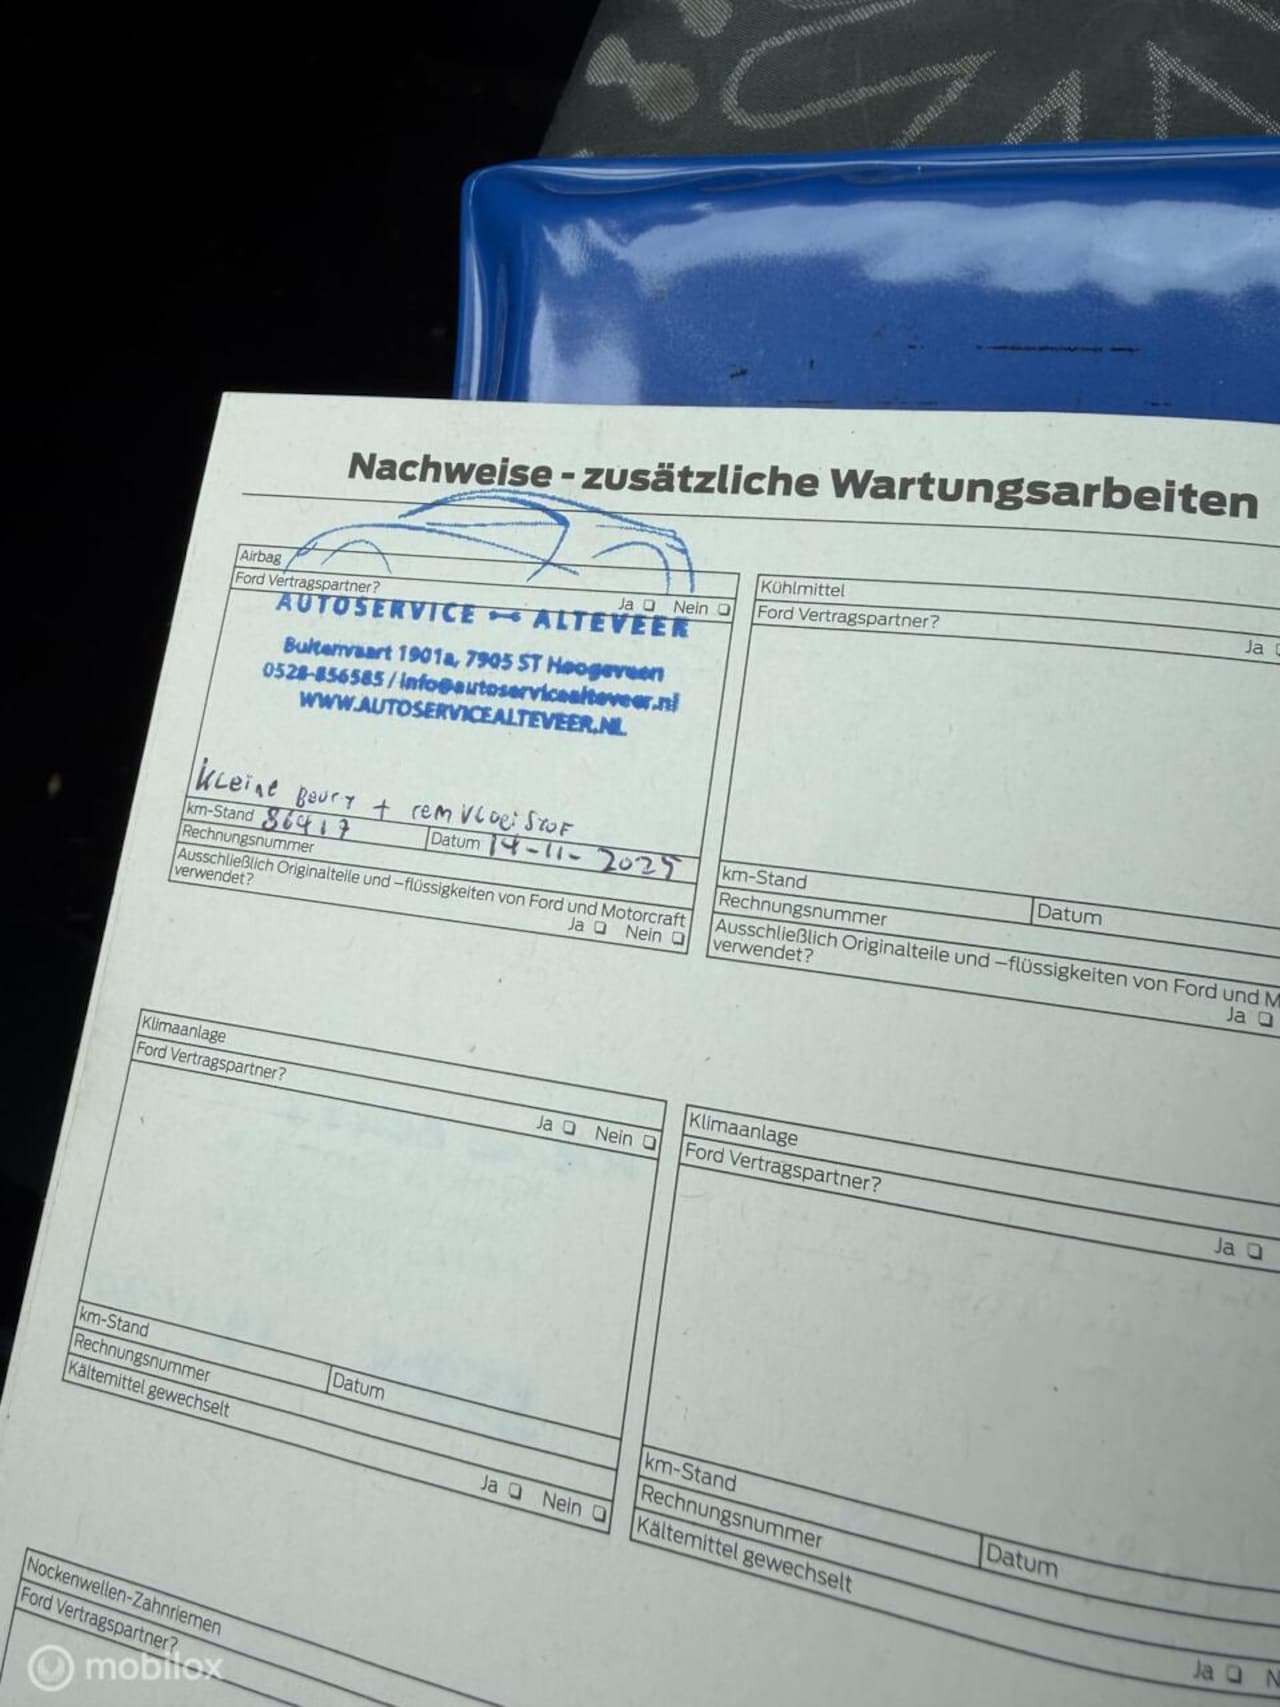 Nachweise - zusätzliche Wartungsarbeiten
Airbag
Ford Vertragspartner?
Ja Nein
AUTOSERVICE ALTEVEER
Buitenvaart 1901a, 7905 ST Hoogeveen
0528-856585 / info@autoservicealteveer.nl
WWW.AUTOSERVICEALTEVEER.NL
Kleine Beurt + remvloeistof
km-Stand 86417
Datum 14-11-2025
Rechnungsnummer
Ausschließlich Originalteile und –flüssigkeiten von Ford und Motorcraft
verwendet?
Ja Nein
Kühlmittel
Ford Vertragspartner?
Ja
km-Stand
Rechnungsnummer
Datum
Ausschließlich Originalteile und –flüssigkeiten von Ford und M
verwendet?
Ja
Klimaanlage
Ford Vertragspartner?
Ja Nein
km-Stand
Rechnungsnummer
Datum
Kältemittel gewechselt
Ja Nein
Klimaanlage
Ford Vertragspartner?
Ja
km-Stand
Rechnungsnummer
Datum
Kältemittel gewechselt
Ja N
Nockenwellen-Zahnriemen
Ford Vertragspartner?
mobilox